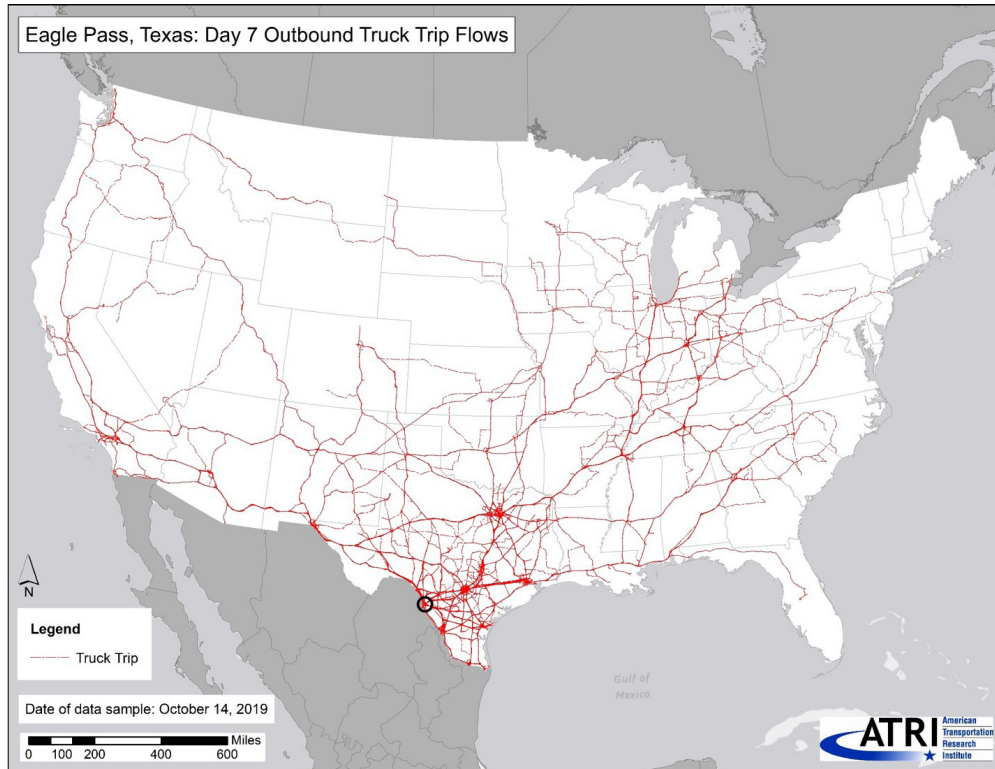 Eagle Pass, Texas: Day 7 Outbound Truck Trip Flows
Gulf of
Mexico
N
Legend
Truck Trip
Date of data sample: October 14, 2019
Miles
0 100 200 400 600
ATRI
American
Transportation
Research
Institute